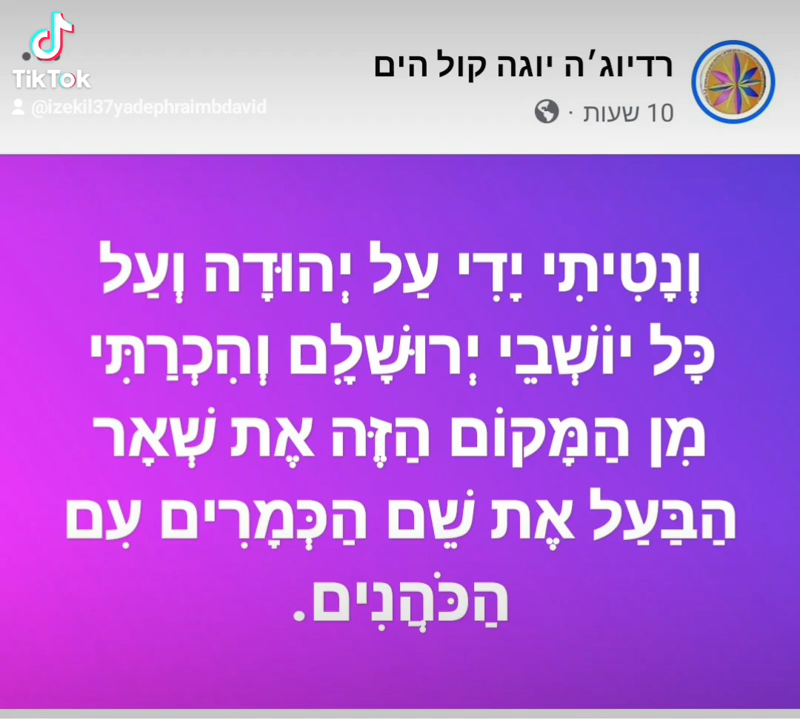 TikTok
@izekil37yadephraimbdavid
רדיוג׳ה יוגה קול הים
10 שעות ·
וְנָטִיתִי יָדִי עַל יְהוּדָה וְעַל
כָּל יוֹשְׁבֵי יְרוּשָׁלִָם וְהִכְרַתִּי
מִן הַמָּקוֹם הַזֶּה אֶת שְׁאָר
הַבַּעַל אֶת שֵׁם הַכְּמָרִים עִם
הַכֹּהֲנִים.